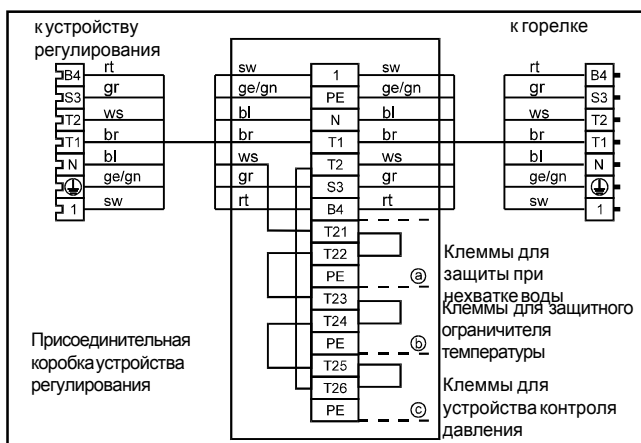 к устройству
регулирования
к горелке
B4 rt
S3 gr
T2 ws
T1 br
N bl
ge/gn
1 sw
sw 1 sw
ge/gn PE ge/gn
bl N bl
br T1 br
ws T2 ws
gr S3 gr
rt B4 rt
T21
T22
PE
T23
T24
PE
T25
T26
PE
rt B4
gr S3
ws T2
br T1
bl N
ge/gn
sw 1
a Клеммы для
защиты при
нехватке воды
Клеммы для защитного
b ограничителя
температуры
Клеммы для
c устройства контроля
давления
Присоединительная
коробка устройства
регулирования